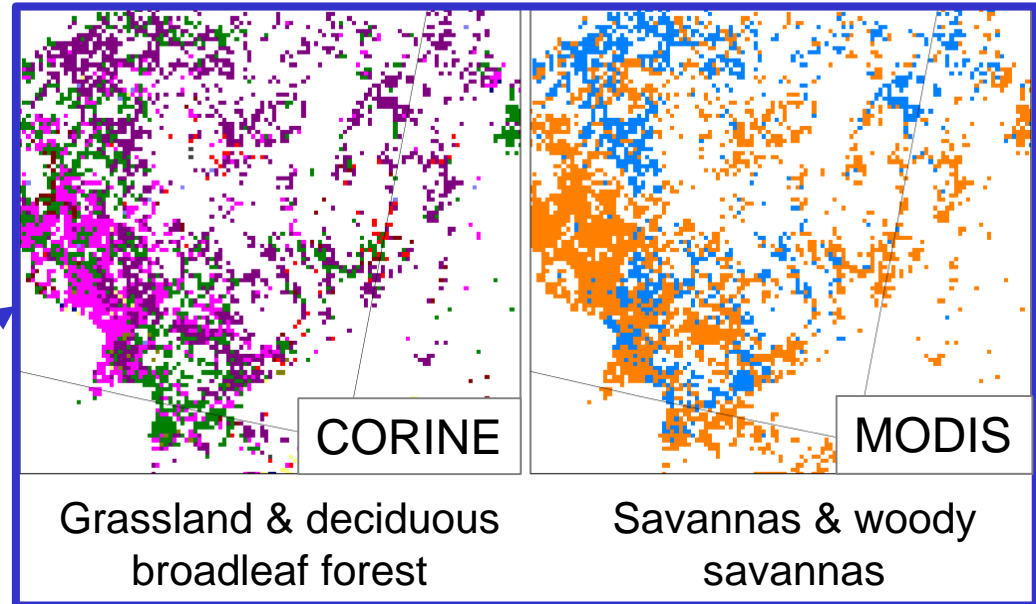 CORINE
MODIS
Grassland & deciduous
broadleaf forest
Savannas & woody
savannas